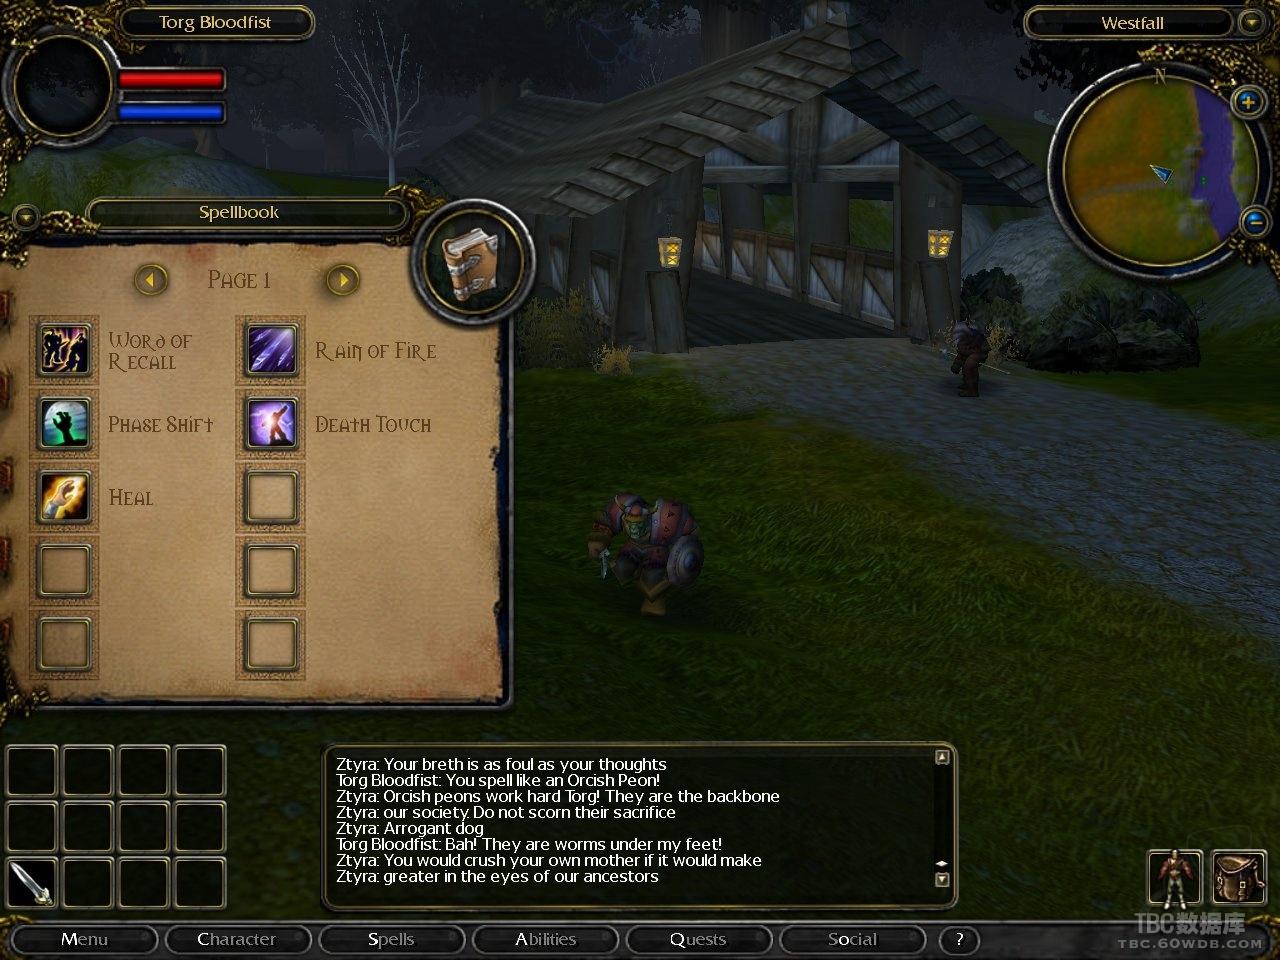 Torg Bloodfist
Westfall
N
Spellbook
Page 1
Word of
Recall
Rain of Fire
Phase Shift
Death Touch
Heal
Ztyra: Your breth is as foul as your thoughts
Torg Bloodfist: You spell like an Orcish Peon!
Ztyra: Orcish peons work hard Torg! They are the backbone
Ztyra: our society. Do not scorn their sacrifice
Ztyra: Arrogant dog
Torg Bloodfist: Bah! They are worms under my feet!
Ztyra: You would crush your own mother if it would make
Ztyra: greater in the eyes of our ancestors
Menu
Character
Spells
Abilities
Quests
Social
?
TBC数据库
TBC.60WDB.COM